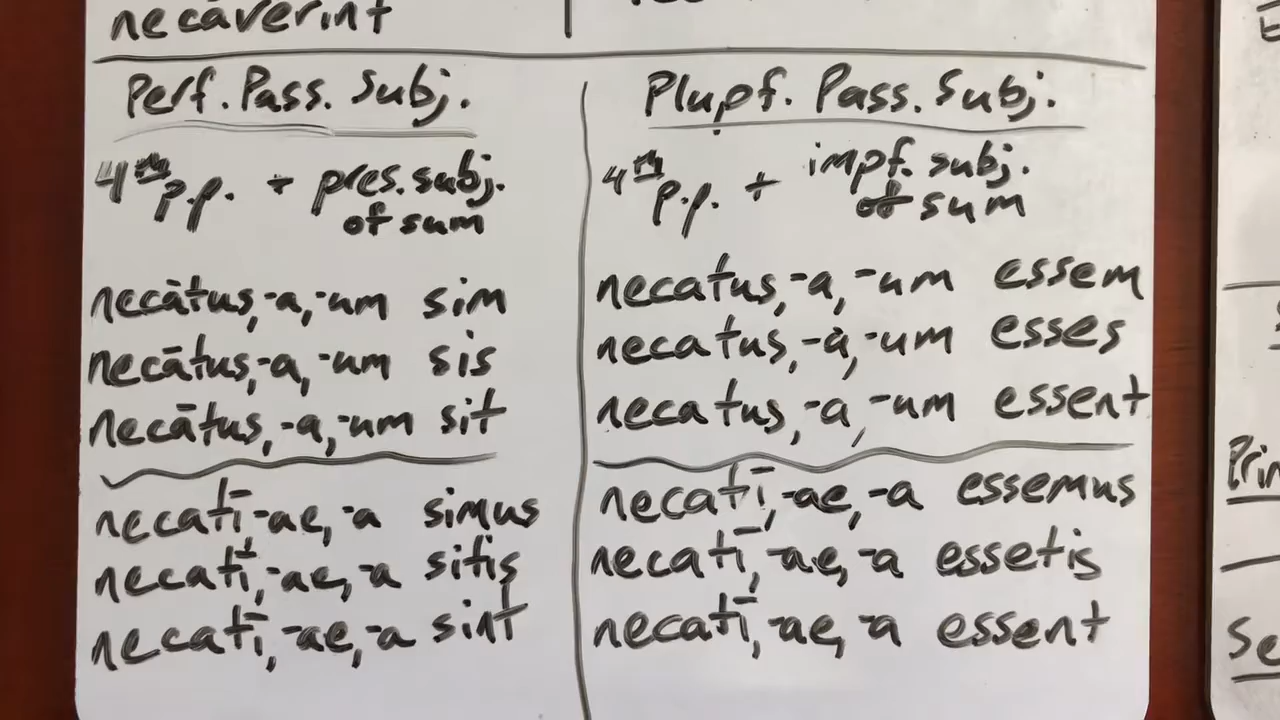 necaverint
Perf. Pass. Subj.
4th p.p. + pres. subj.
of sum
necātus, -a, -um sim
necātus, -a, -um sis
necātus, -a, -um sit
necatī -ae, -a simus
necatī, -ae, -a sitis
necatī, -ae, -a sint
Plupf. Pass. Subj.
4th p.p. + impf. subj.
of sum
necatus, -a, -um essem
necatus, -a, -um esses
necatus, -a, -um essent
necatī, -ae, -a essemus
necatī, -ae, -a essetis
necatī, -ae, -a essent